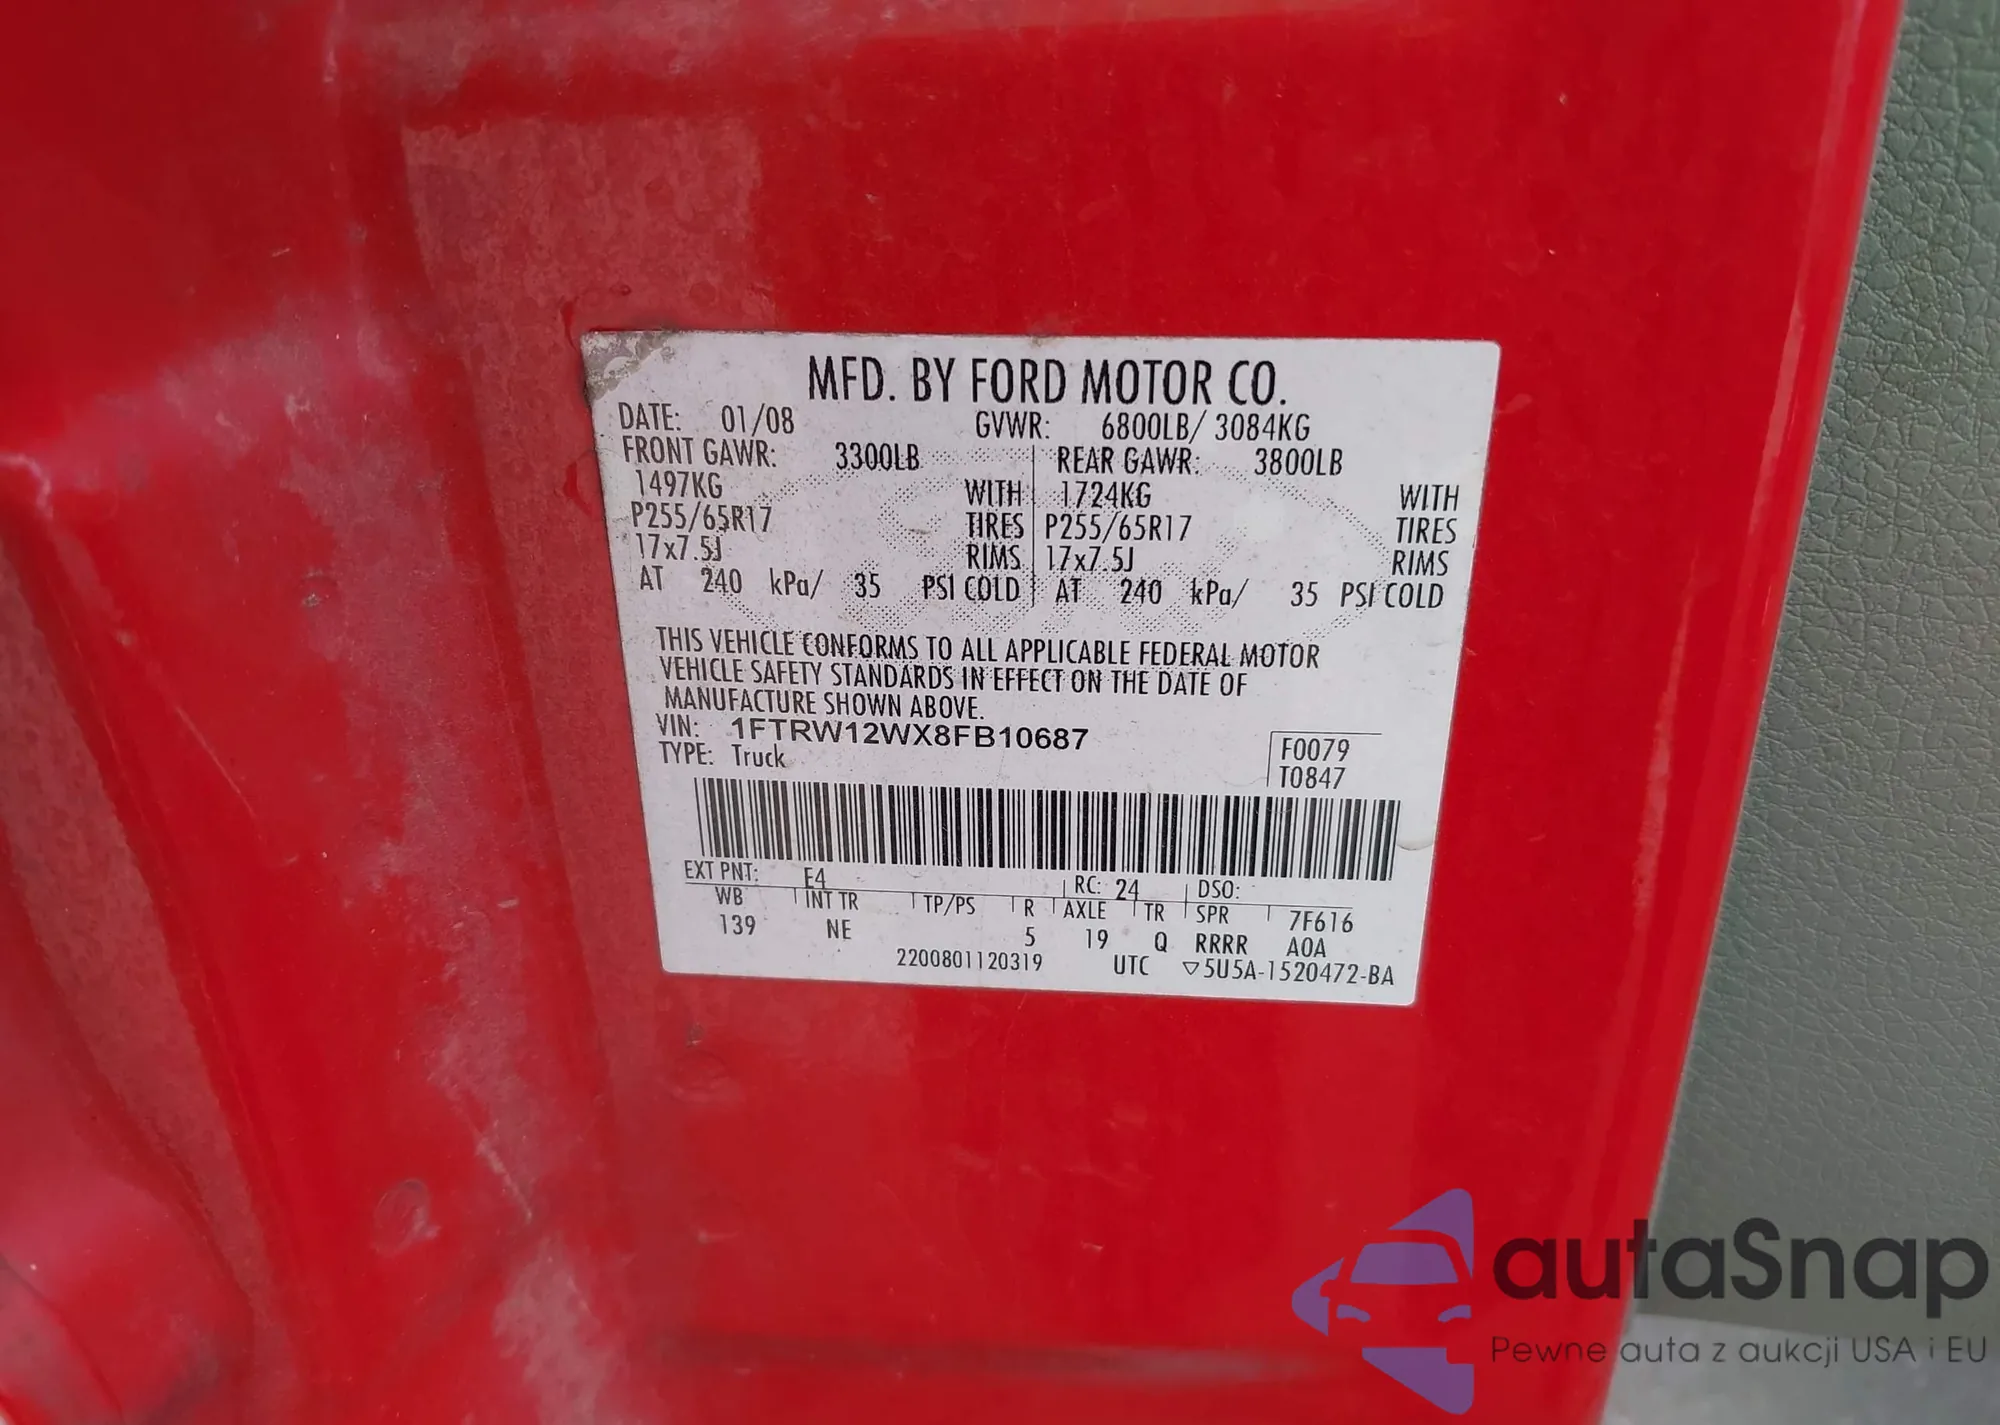 MFD. BY FORD MOTOR CO.
DATE: 01/08 GVWR: 6800LB/ 3084KG
FRONT GAWR: 3300LB REAR GAWR: 3800LB
1497KG WITH 1724KG WITH
P255/65R17 TIRES P255/65R17 TIRES
17x7.5J RIMS 17x7.5J RIMS
AT 240 kPa/ 35 PSI COLD AT 240 kPa/ 35 PSI COLD
THIS VEHICLE CONFORMS TO ALL APPLICABLE FEDERAL MOTOR
VEHICLE SAFETY STANDARDS IN EFFECT ON THE DATE OF
MANUFACTURE SHOWN ABOVE.
VIN: 1FTRW12WX8FB10687
TYPE: Truck
F0079
T0847
EXT PNT: E4 RC: 24 DSO:
WB INT TR TP/PS R AXLE TR SPR 7F616
139 NE 5 19 Q RRRR A0A
2200801120319 UTC ▽5U5A-1520472-BA
autaSnap
Pewne auta z aukcji USA i EU